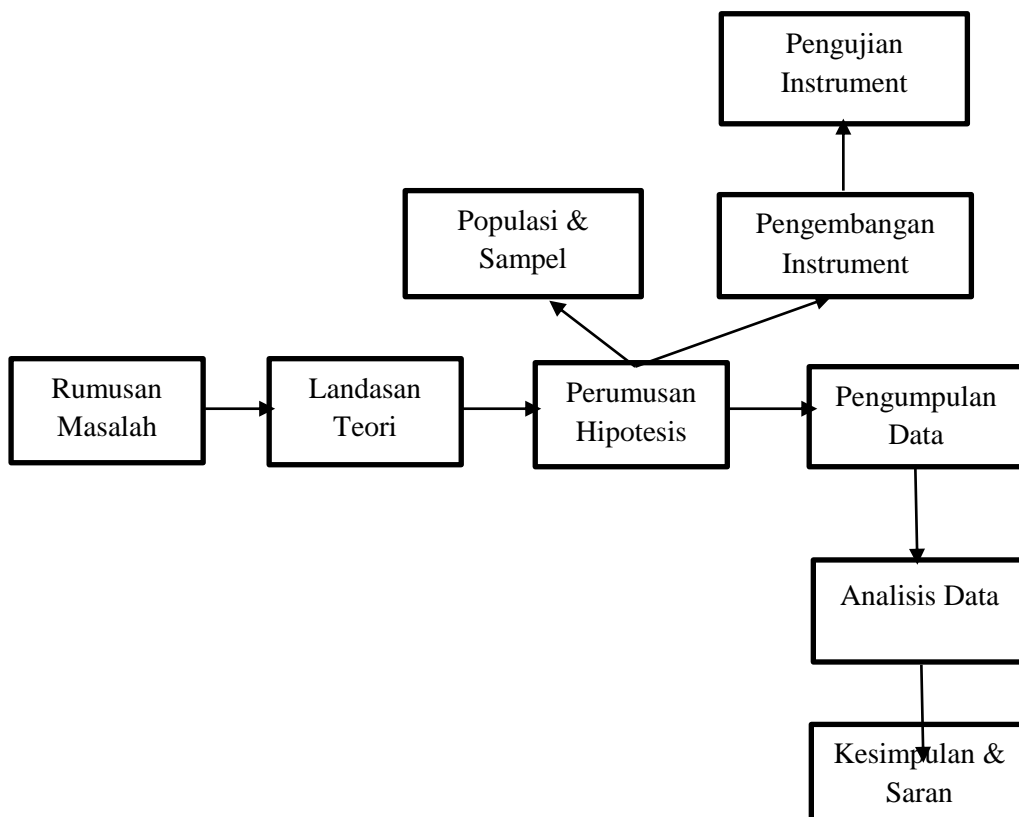 Pengujian
Instrument
Populasi &
Sampel
Pengembangan
Instrument
Rumusan
Masalah
Landasan
Teori
Perumusan
Hipotesis
Pengumpulan
Data
Analisis Data
Kesimpulan &
Saran